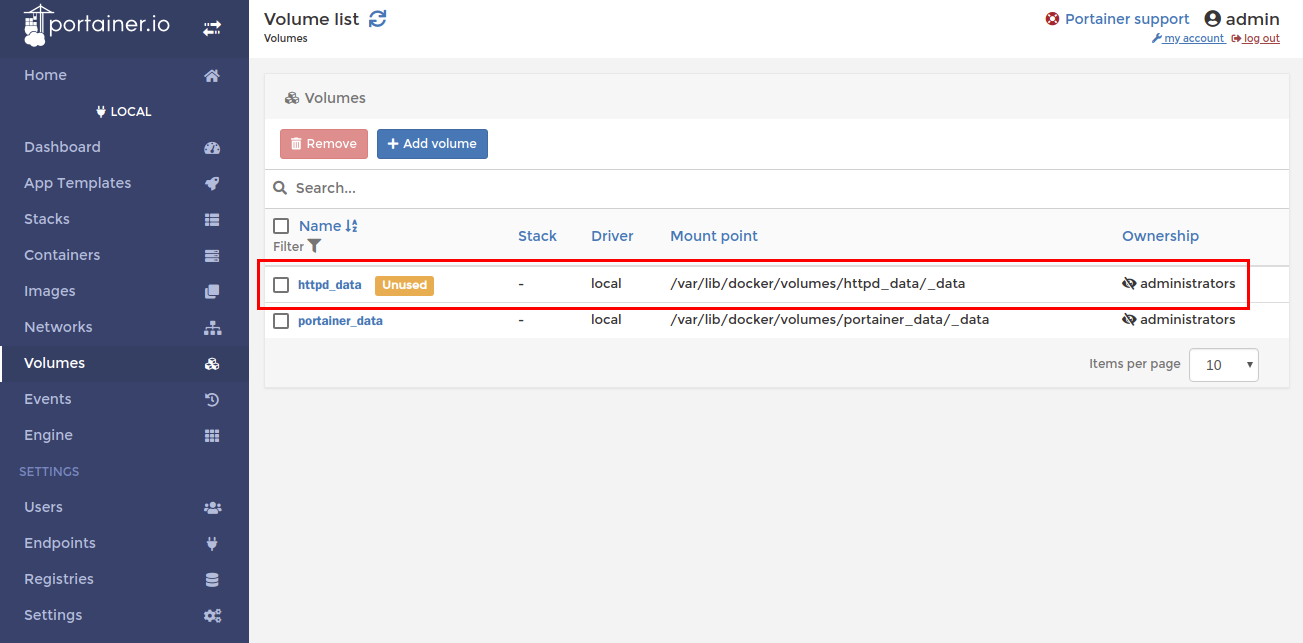 portainer.io
Home
LOCAL
Dashboard
App Templates
Stacks
Containers
Images
Networks
Volumes
Events
Engine
SETTINGS
Users
Endpoints
Registries
Settings
Volume list
Volumes
Portainer support admin
my account log out
Volumes
Remove Add volume
Search...
Name Stack Driver Mount point Ownership
Filter
httpd_data Unused - local /var/lib/docker/volumes/httpd_data/_data administrators
portainer_data - local /var/lib/docker/volumes/portainer_data/_data administrators
Items per page 10